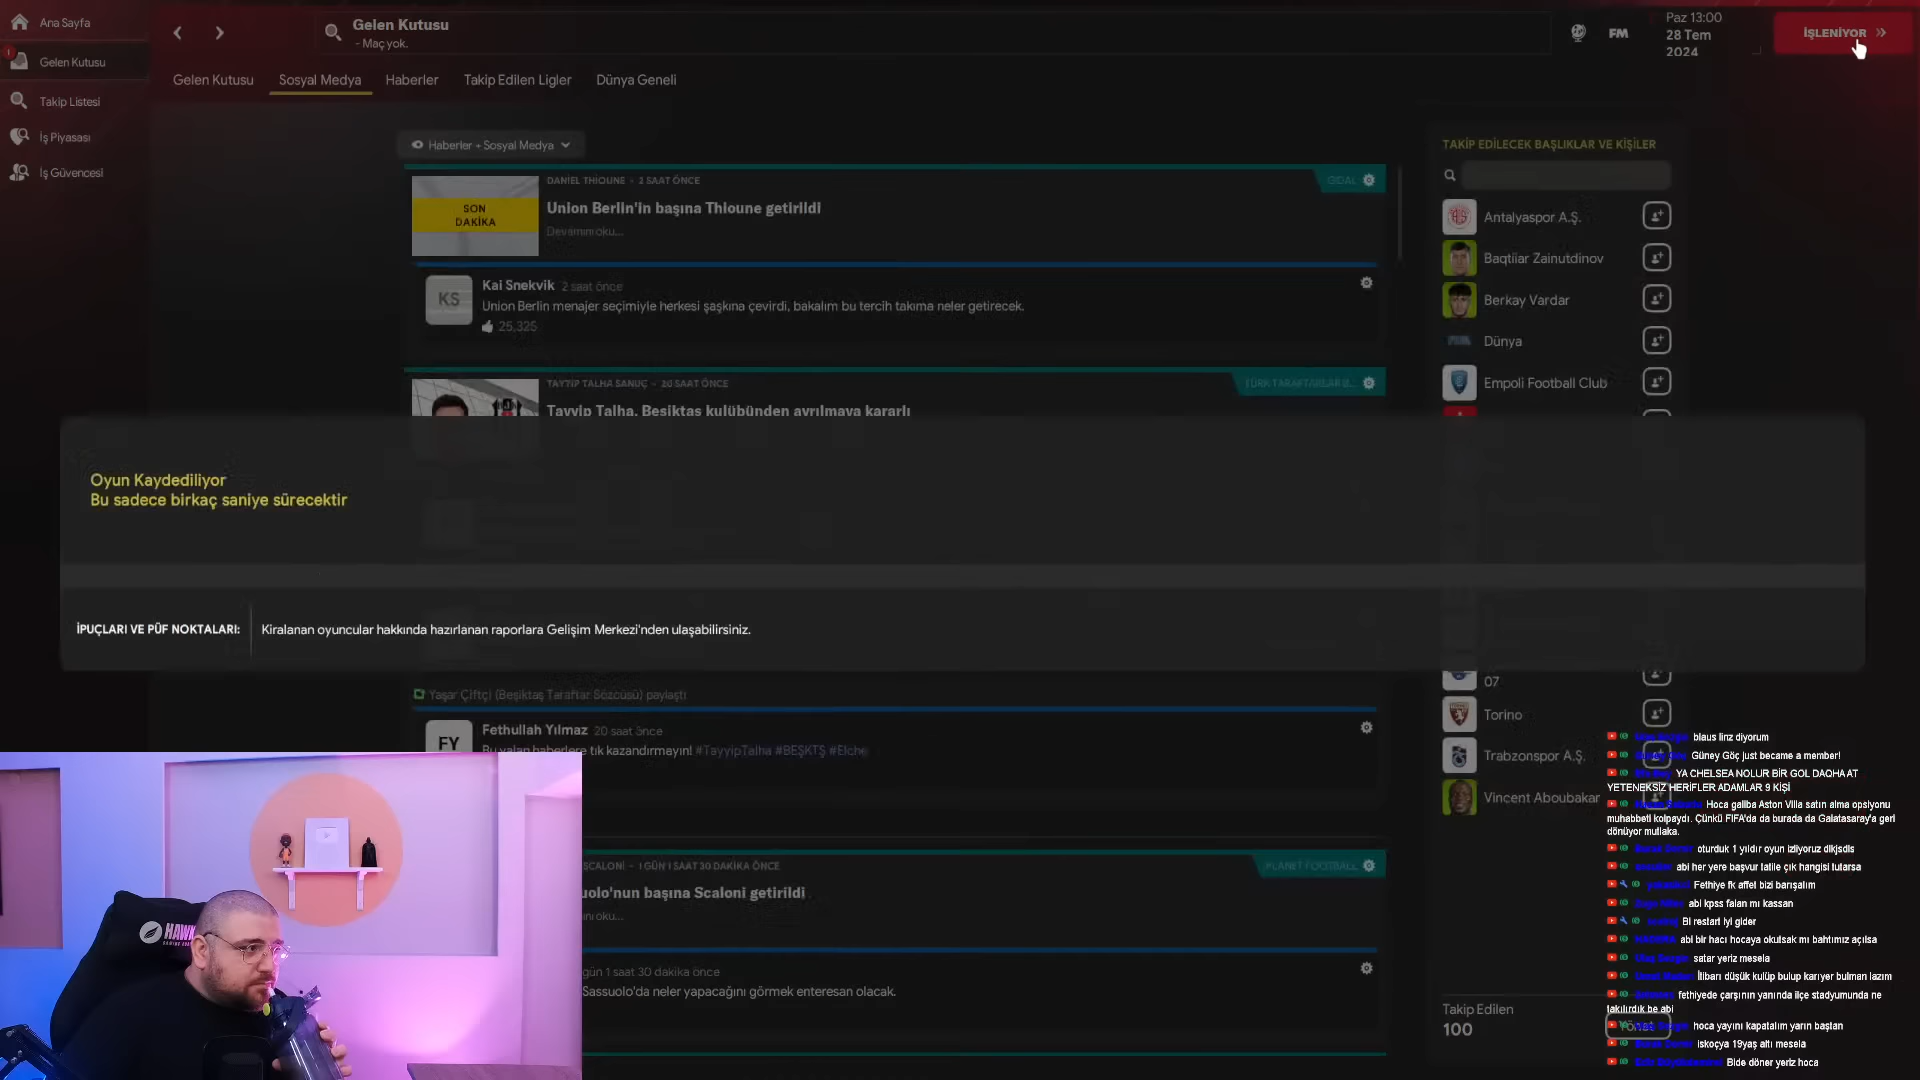 Ana Sayfa
Gelen Kutusu
Takip Listesi
İş Piyasası
İş Güvencesi
Gelen Kutusu
- Maç yok.
FM
Paz 13:00
28 Tem
2024
İŞLENİYOR
Gelen Kutusu Sosyal Medya Haberler Takip Edilen Ligler Dünya Geneli
Haberler + Sosyal Medya
DANIEL THIOUNE - 2 SAAT ÖNCE
SON DAKİKA
Union Berlin'in başına Thioune getirildi
Devamını oku...
Kai Snekvik 2 saat önce
KS
Union Berlin menajer seçimiyle herkesi şaşkına çevirdi, bakalım bu tercih takıma neler getirecek.
25,325
TAYYIP TALHA SANUÇ - 20 SAAT ÖNCE
Tayyip Talha, Beşiktaş kulübünden ayrılmaya kararlı
TAKİP EDİLECEK BAŞLIKLAR VE KİŞİLER
Antalyaspor A.Ş.
Baqtiiar Zainutdinov
Berkay Vardar
Dünya
Empoli Football Club
Oyun Kaydediliyor
Bu sadece birkaç saniye sürecektir
İPUÇLARI VE PÜF NOKTALARI: Kiralanan oyuncular hakkında hazırlanan raporlara Gelişim Merkezi'nden ulaşabilirsiniz.
Yaşar Çiftçi (Beşiktaş Taraftar Sözcüsü) paylaştı
Fethullah Yılmaz 20 saat önce
FY
Bu yalan haberlere tık kazandırmayın! #TayyipTalha #BEŞKTŞ #Elche
SCALONI - 1 GÜN 1 SAAT 30 DAKİKA ÖNCE
PLANET FOOTBALL
uolo'nun başına Scaloni getirildi
gün 1 saat 30 dakika önce
Sassuolo'da neler yapacağını görmek enteresan olacak.
07
Torino
Trabzonspor A.Ş.
Vincent Aboubakar
Takip Edilen
100
HAWK
blaus linz diyorum
Güney Göç just became a member!
YA CHELSEA NOLUR BİR GOL DAQHA AT
YETENEKSİZ HERİFLER ADAMLAR 9 KİŞİ
Hoca galiba Aston Villa satın alma opsiyonu
muhabbeti kolpaydı. Çünkü FIFA'da da burada da Galatasaray'a geri
dönüyor mutlaka.
oturduk 1 yıldır oyun izliyoruz dlkjsdls
abi her yere başvur tatile çık hangisi tutarsa
Fethiye fk affet bizi barışalım
abi kpss falan mı kassan
Bi restart iyi gider
abi bir hacı hocaya okutsak mı bahtımız açılsa
satar yeriz mesela
İtibarı düşük kulüp bulup karıyer bulman lazım
fethiyede çarşının yanında ilçe stadyumunda ne
takılırdık be abi
hoca yayını kapatalım yarın baştan
iskoçya 19yaş altı mesela
Bide döner yeriz hoca